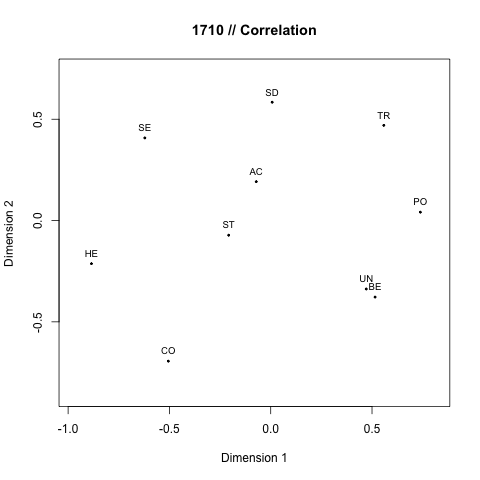 1710 // Correlation
SD
TR
SE
AC
PO
ST
HE
UN
BE
CO
0.5
0.0
-0.5
Dimension 2
-1.0 -0.5 0.0 0.5
Dimension 1